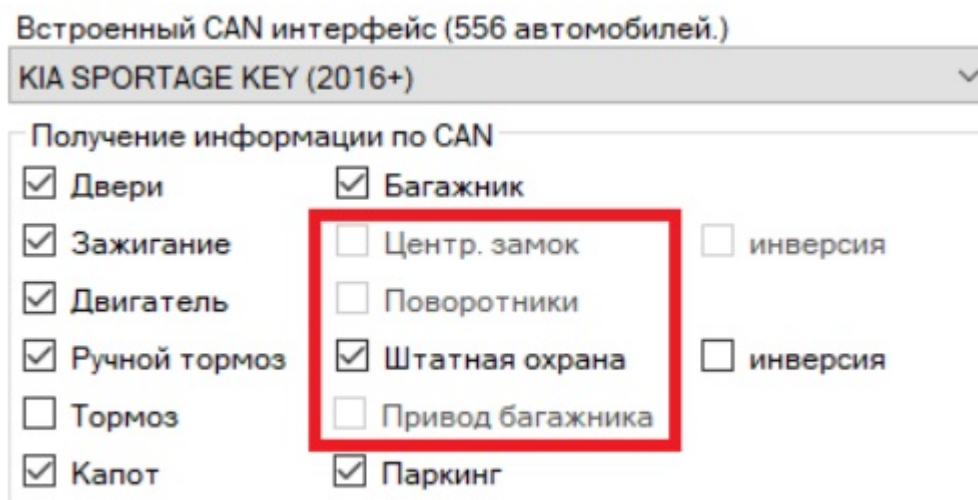 Встроенный CAN интерфейс (556 автомобилей.)
KIA SPORTAGE KEY (2016+)
Получение информации по CAN
Двери Багажник
Зажигание Центр. замок инверсия
Двигатель Поворотники
Ручной тормоз Штатная охрана инверсия
Тормоз Привод багажника
Капот Паркинг